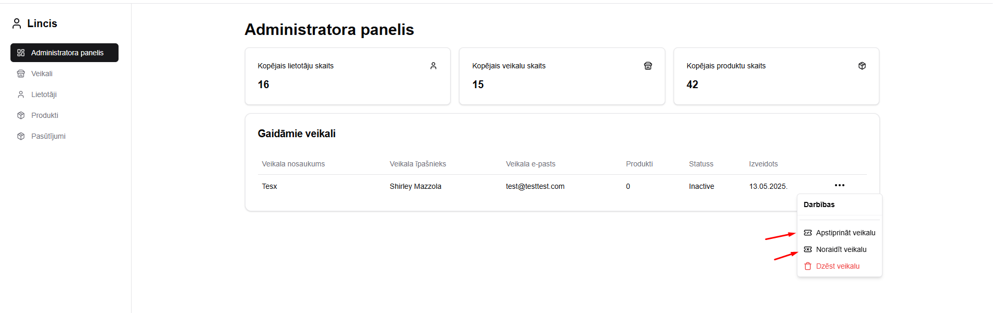 Lincis
Administratora panelis
Veikali
Lietotāji
Produkti
Pasūtījumi
Administratora panelis
Kopējais lietotāju skaits
16
Kopējais veikalu skaits
15
Kopējais produktu skaits
42
Gaidāmie veikali
Veikala nosaukums Veikala īpašnieks Veikala e-pasts Produkti Statuss Izveidots
Tesx Shirley Mazzola test@testtest.com 0 Inactive 13.05.2025.
Darbības
Apstiprināt veikalu
Noraidīt veikalu
Dzēst veikalu